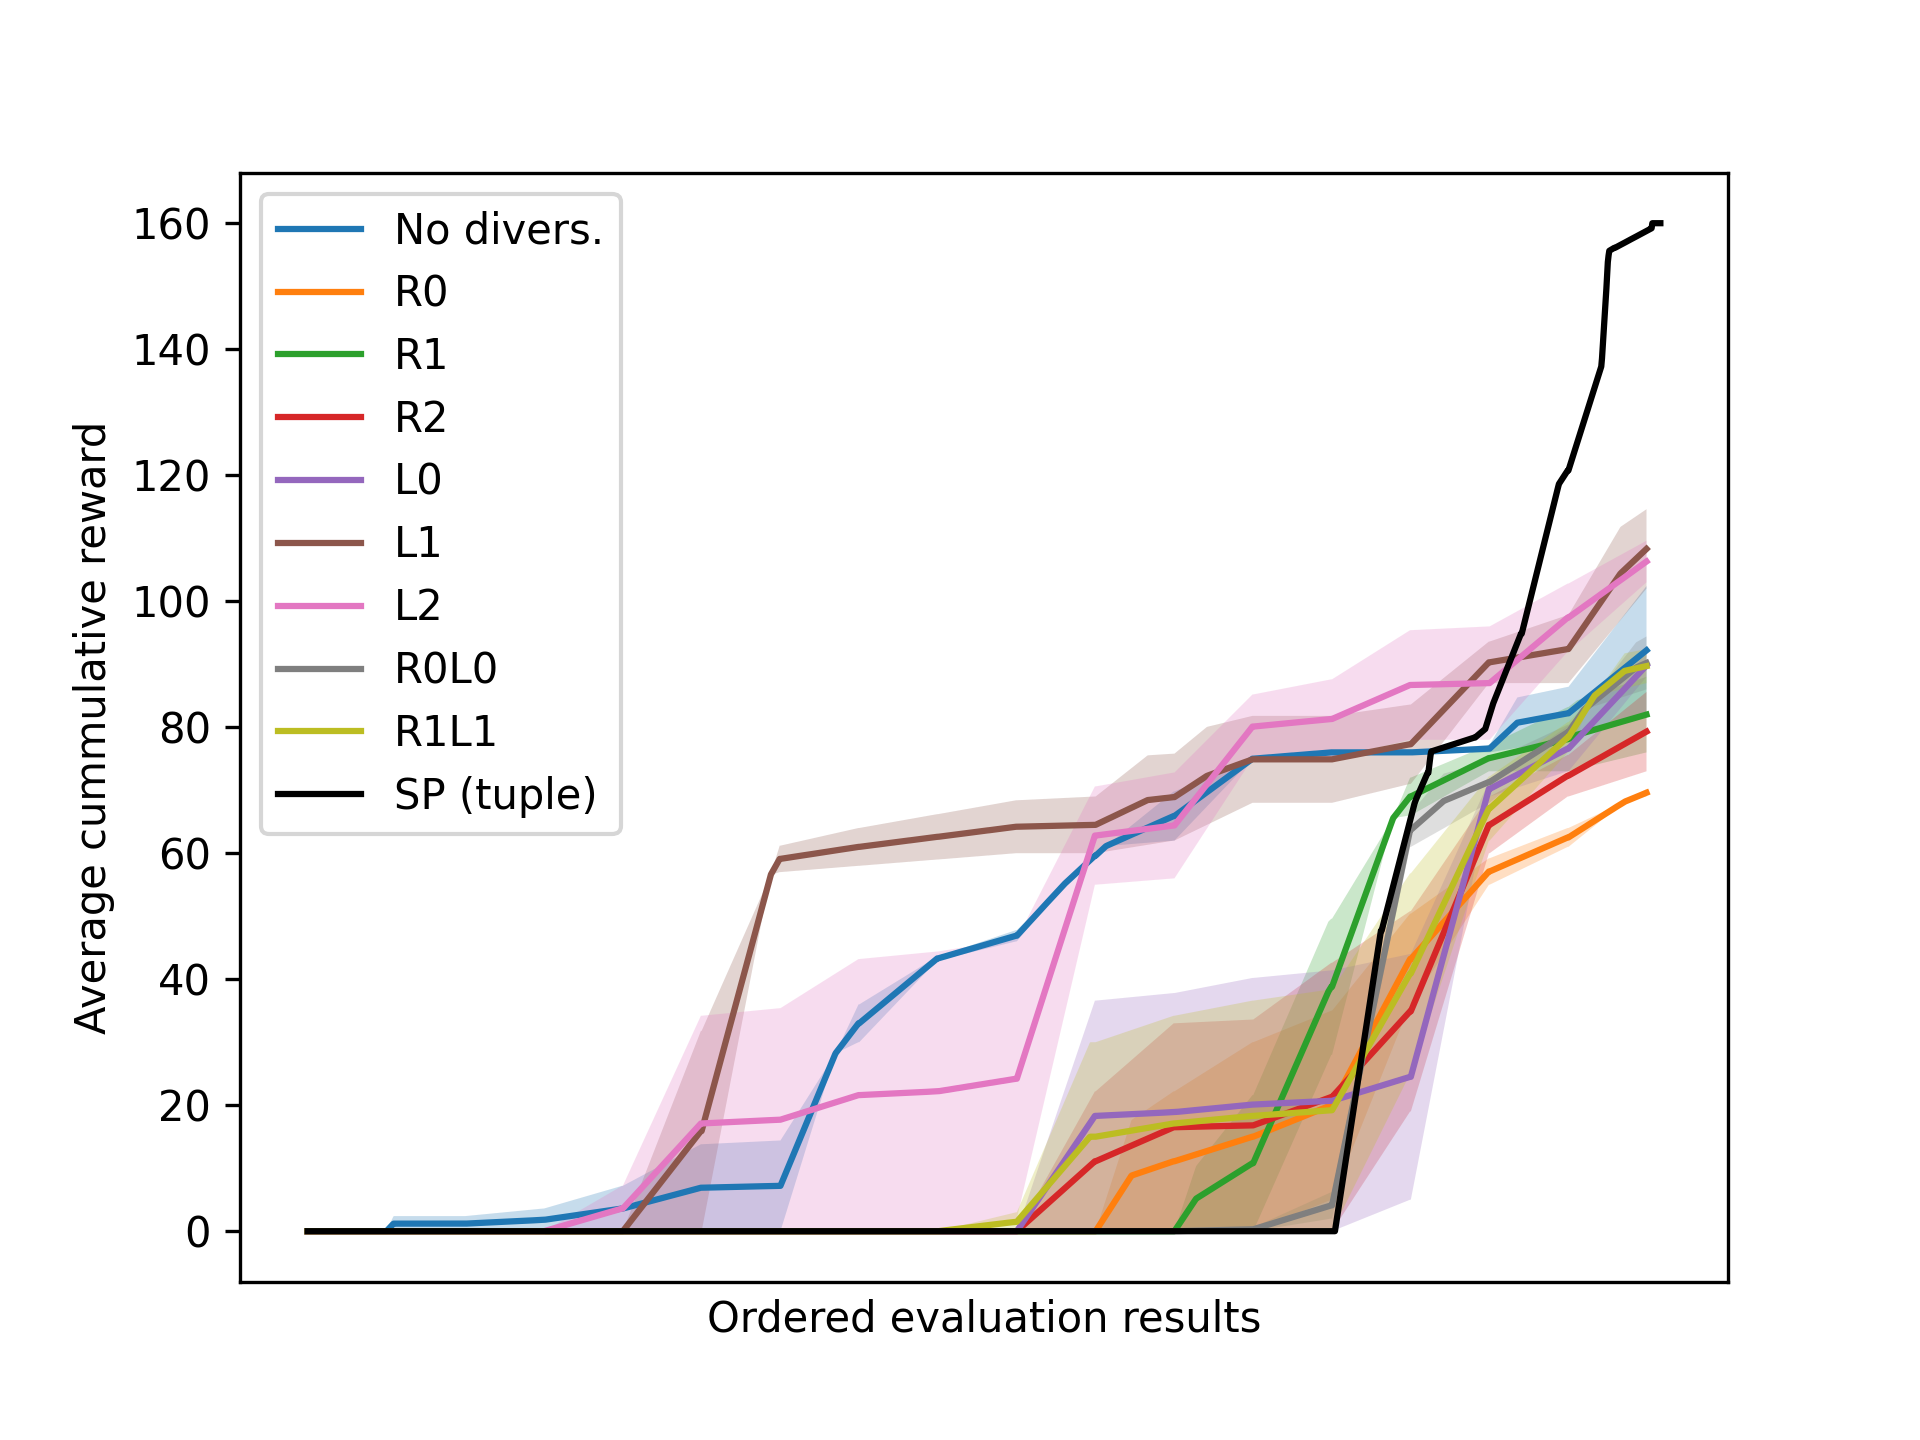 160
140
120
100
80
60
40
20
0
Average cummulative reward
No divers.
R0
R1
R2
L0
L1
L2
R0L0
R1L1
SP (tuple)
Ordered evaluation results